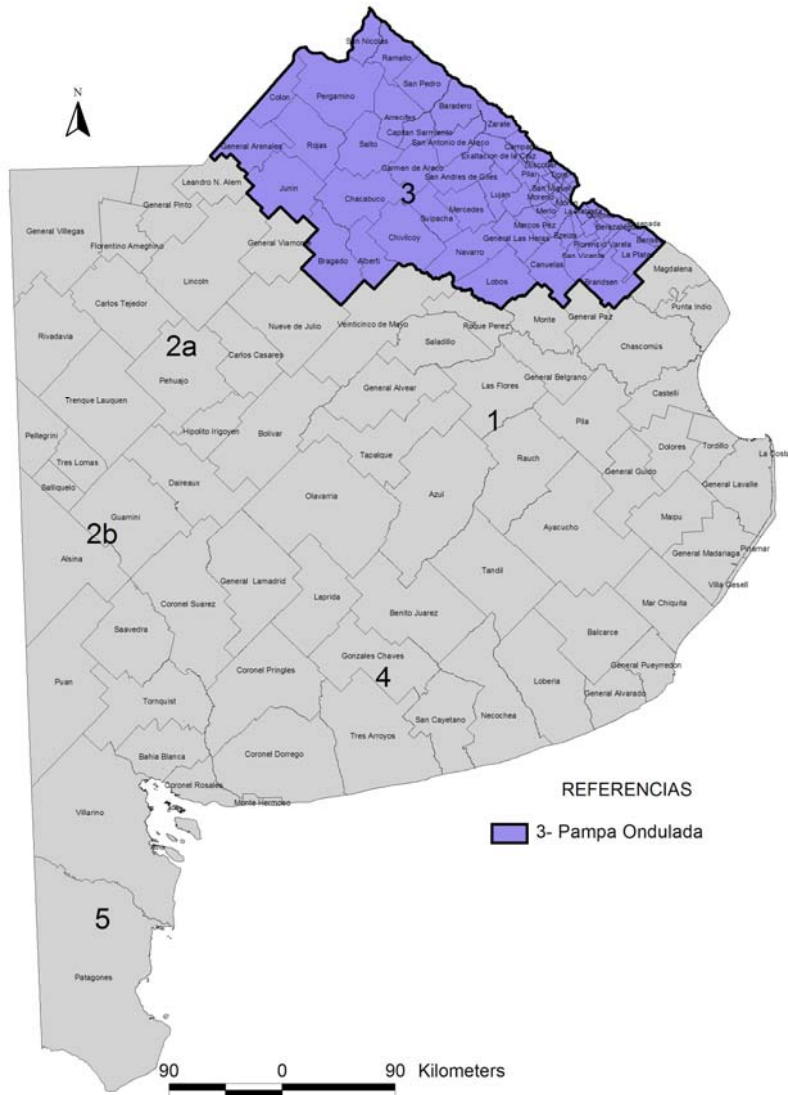 San Nicolas
Ramello
San Pedro
Colon
Pergamino
Baradero
N
Arrecifes
Zarate
Capitan Sarmiento
General Arenales
Rojas
Salto
San Antonio de Areco
Exaltacion de la Cruz
Carmen de Areco
San Andres de Giles
Pilar
Leandro N. Alem
Junin
Chacabuco
3
Lujan
San Miguel
Moreno
Mercedes
Merlo
General Pinto
Suipacha
Marcos Paz
Berazategui
General Villegas
Florentino Ameghino
General Viamonte
Chivilcoy
General Las Heras
Ezeiza
Florencio Varela
Navarro
San Vicente
La Plata
Bragado
Alberti
Canuelas
Magdalena
Lincoln
Lobos
Brandsen
Carlos Tejedor
Punta Indio
Rivadavia
Nueve de Julio
Veinticinco de Mayo
Roque Perez
Monte
General Paz
2a
Saladillo
Chascomús
Carlos Casares
Pehuajo
General Alvear
Las Flores
General Belgrano
Trenque Lauquen
Castelli
1
Pila
Hipolito Irigoyen
Bolivar
Pellegrini
Dolores
Tordillo
Tapalque
Rauch
La Costa
Tres Lomas
Daireaux
General Guido
Salliquelo
General Lavalle
Olavarria
Azul
Guamini
Maipu
2b
Ayacucho
Alsina
General Madariaga
Pinamar
Tandil
General Lamadrid
Villa Gesell
Coronel Suarez
Laprida
Mar Chiquita
Benito Juarez
Saavedra
Balcarce
Gonzales Chaves
Puan
Coronel Pringles
General Pueyrredon
4
Loberia
Tornquist
General Alvarado
San Cayetano
Necochea
Tres Arroyos
Bahia Blanca
Coronel Dorrego
Coronel Rosales
REFERENCIAS
Monte Hermoso
Villarino
3- Pampa Ondulada
5
Patagones
90 0 90 Kilometers